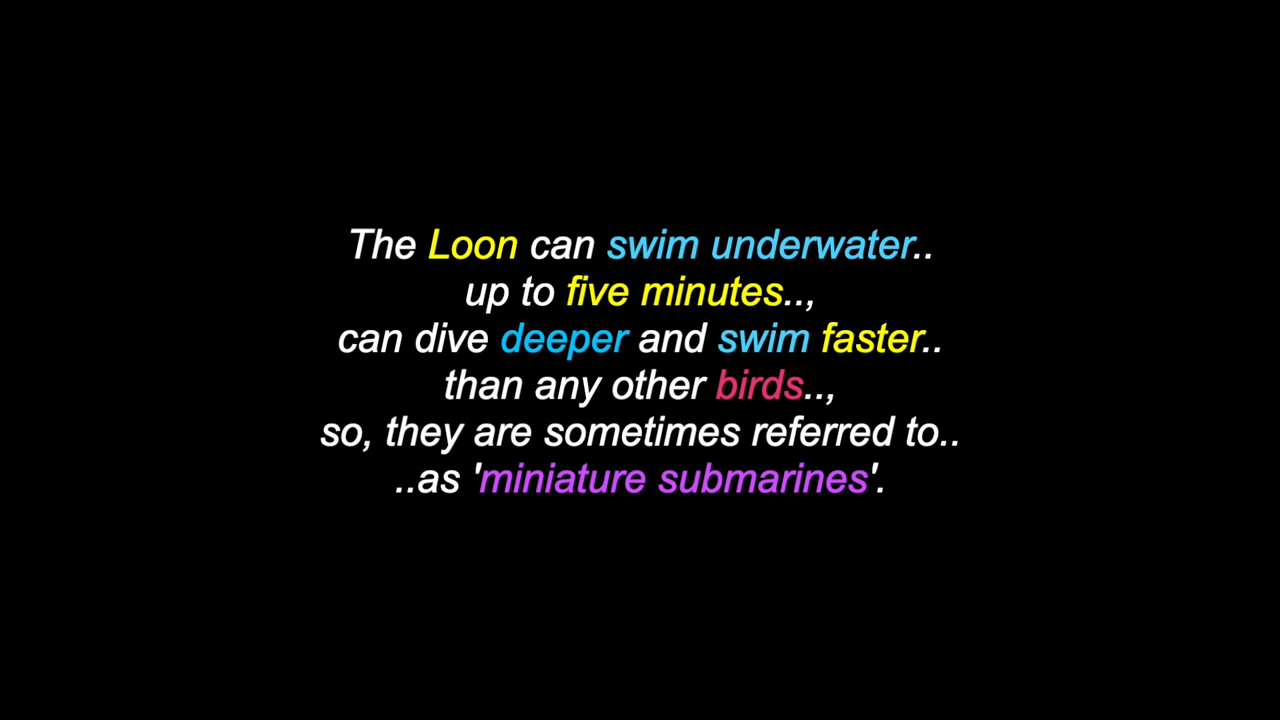 The Loon can swim underwater..
up to five minutes..,
can dive deeper and swim faster..
than any other birds..,
so, they are sometimes referred to..
..as 'miniature submarines'.